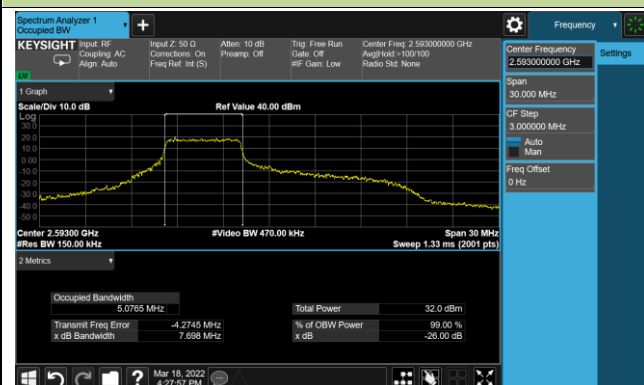 Spectrum Analyzer 1
Occupied BW
Frequency
KEYSIGHT Input: RF Input Z: 50 Ω Atten: 10 dB Trig: Free Run Center Freq: 2.593000000 GHz
Coupling: AC Corrections: On Preamp: Off Gate: Off Avg|Hold:>100/100
Align: Auto Freq Ref: Int (S) #IF Gain: Low Radio Std: None
LXI
1 Graph
Scale/Div 10.0 dB Ref Value 40.00 dBm
Log
30.0
20.0
10.0
0.00
-10.0
-20.0
-30.0
-40.0
-50.0
Center 2.59300 GHz #Video BW 470.00 kHz Span 30 MHz
#Res BW 150.00 kHz Sweep 1.33 ms (2001 pts)
2 Metrics
Occupied Bandwidth
5.0765 MHz Total Power 32.0 dBm
Transmit Freq Error -4.2745 MHz % of OBW Power 99.00 %
x dB Bandwidth 7.698 MHz x dB -26.00 dB
Mar 18, 2022
4:27:57 PM
Center Frequency
2.593000000 GHz
Settings
Span
30.000 MHz
CF Step
3.000000 MHz
Auto
Man
Freq Offset
0 Hz